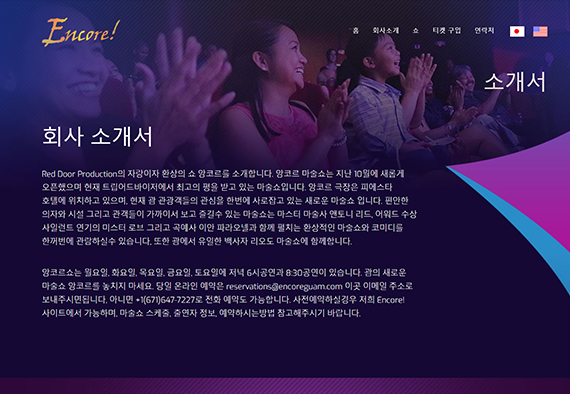 Encore!
홈 회사소개 쇼 티켓 구입 연락처
소개서
회사 소개서
Red Door Production의 자랑이자 환상의 쇼 앙코르를 소개합니다. 앙코르 마술쇼는 지난 10월에 새롭게
오픈했으며 현재 트립어드바이저에서 최고의 평을 받고 있는 마술쇼입니다. 앙코르 극장은 피에스타
호텔에 위치하고 있으며, 현재 괌 관광객들의 관심을 한번에 사로잡고 있는 새로운 마술쇼 입니다. 편안한
의자와 시설 그리고 관객들이 가까이서 보고 즐길수 있는 마술쇼는 마스터 마술사 앤토니 리드, 어워드 수상
사일런트 연기의 미스터 로브 그리고 곡예사 미안 파라오넬과 함께 펼치는 환상적인 마술쇼와 코미디를
한꺼번에 관람하실수 있습니다. 또한 괌에서 유일한 백사자 리오도 마술쇼에 함께합니다.
앙코르쇼는 월요일, 화요일, 목요일, 금요일, 토요일에 저녁 6시공연과 8:30공연이 있습니다. 괌의 새로운
마술쇼 앙코르를 놓치지 마세요. 당일 온라인 예약은 reservations@encoreguam.com 이곳 이메일 주소로
보내주시면됩니다. 아니면 +1(671)647-7227로 전화 예약도 가능합니다. 사전예약하실경우 저희 Encore!
사이트에서 가능하며, 마술쇼 스케줄, 출연자 정보, 예약하시는방법 참고해주시기 바랍니다.